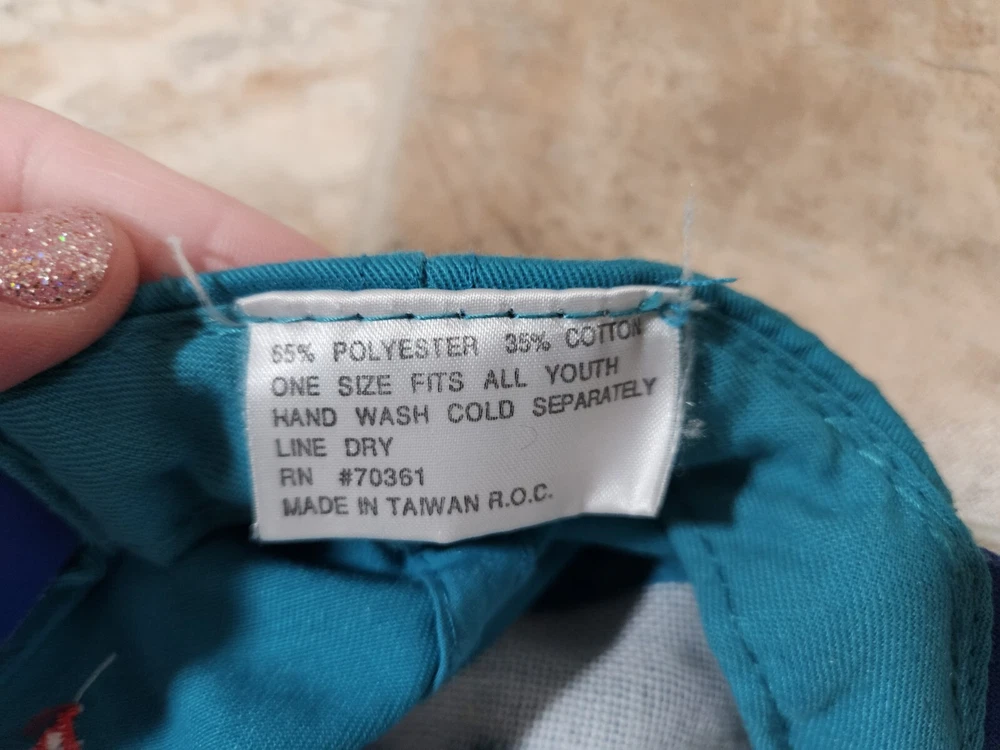 65% POLYESTER 35% COTTON
ONE SIZE FITS ALL YOUTH
HAND WASH COLD SEPARATELY
LINE DRY
RN #70361
MADE IN TAIWAN R.O.C.